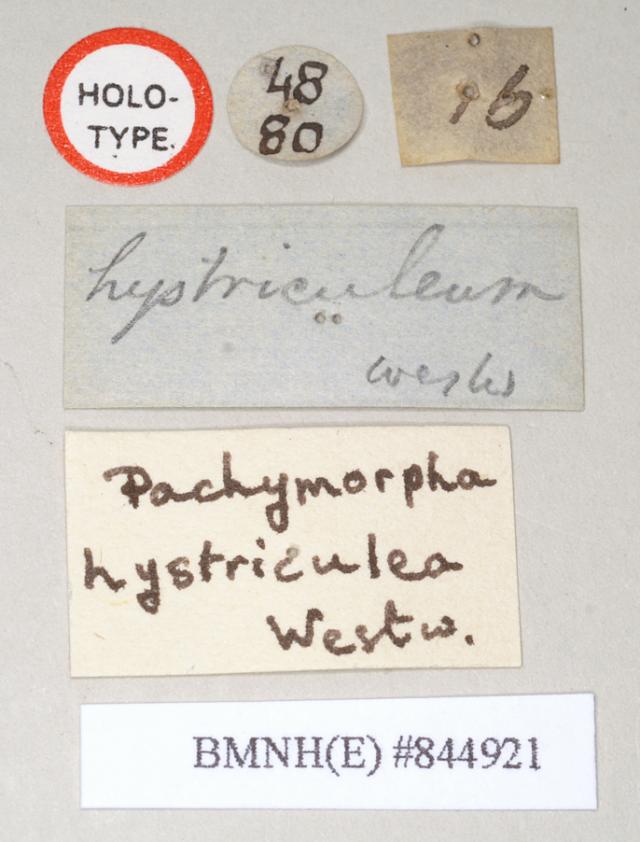 HOLO-
TYPE.
48
80
16
hystriculeum
Westw
Pachymorpha
hystriculea
Westw.
BMNH(E) #844921